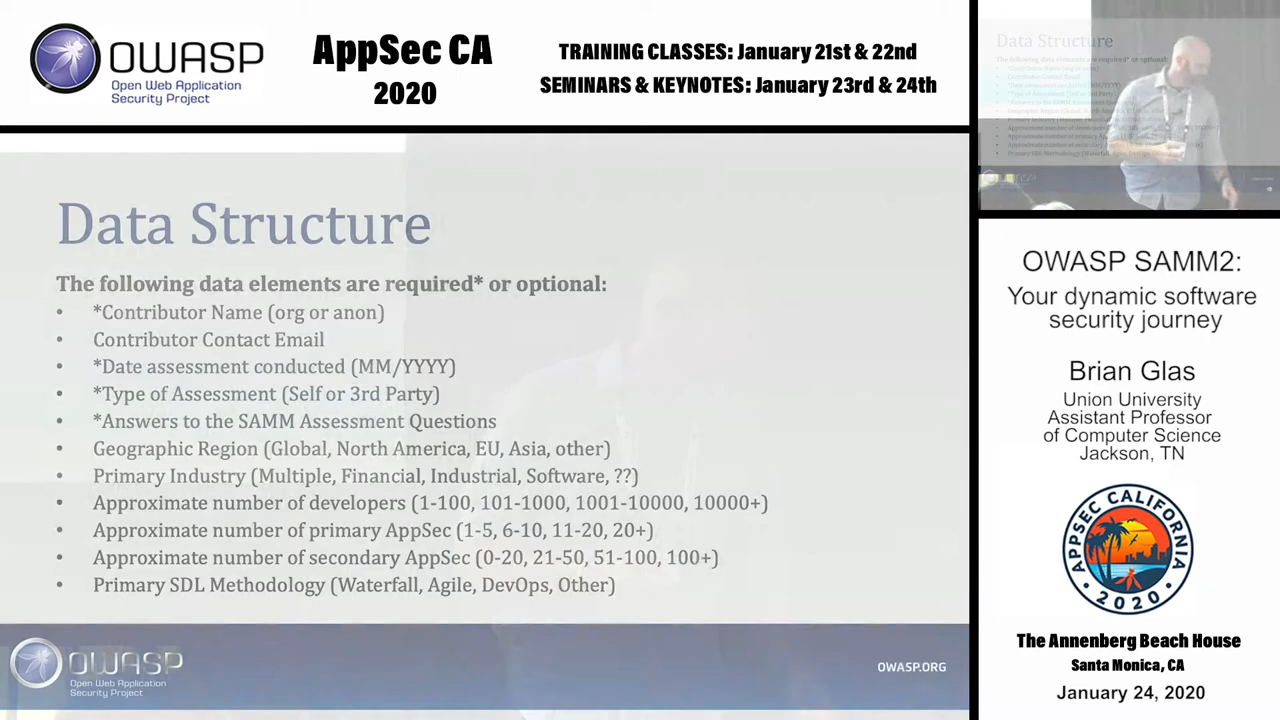 OWASP
Open Web Application
Security Project
AppSec CA
2020
TRAINING CLASSES: January 21st & 22nd
SEMINARS & KEYNOTES: January 23rd & 24th
Data Structure
The following data elements are required* or optional:
• *Contributor Name (org or anon)
• Contributor Contact Email
• *Date assessment conducted (MM/YYYY)
• *Type of Assessment (Self or 3rd Party)
• *Answers to the SAMM Assessment Questions
• Geographic Region (Global, North America, EU, Asia, other)
• Primary Industry (Multiple, Financial, Industrial, Software, ??)
• Approximate number of developers (1-100, 101-1000, 1001-10000, 10000+)
• Approximate number of primary AppSec (1-5, 6-10, 11-20, 20+)
• Approximate number of secondary AppSec (0-20, 21-50, 51-100, 100+)
• Primary SDL Methodology (Waterfall, Agile, DevOps, Other)
OWASP
Open Web Application
Security Project
OWASP.ORG
Data Structure
OWASP SAMM2:
Your dynamic software
security journey
Brian Glas
Union University
Assistant Professor
of Computer Science
Jackson, TN
APPSEC CALIFORNIA
• 2020 •
The Annenberg Beach House
Santa Monica, CA
January 24, 2020